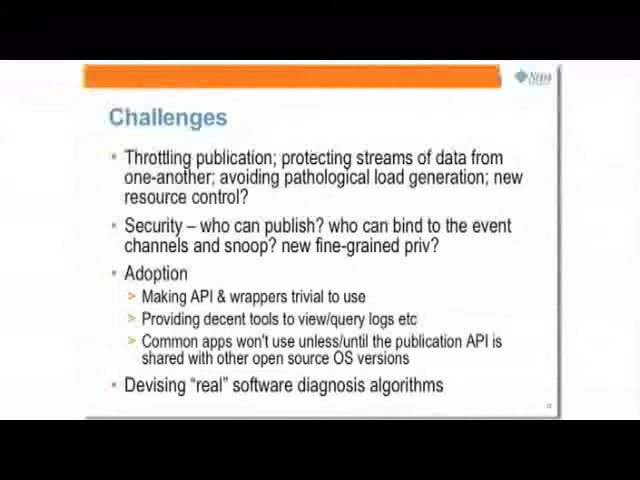 Challenges
Throttling publication; protecting streams of data from
one-another; avoiding pathological load generation; new
resource control?
Security – who can publish? who can bind to the event
channels and snoop? new fine-grained priv?
Adoption
> Making API & wrappers trivial to use
> Providing decent tools to view/query logs etc
> Common apps won't use unless/until the publication API is
shared with other open source OS versions
Devising “real” software diagnosis algorithms